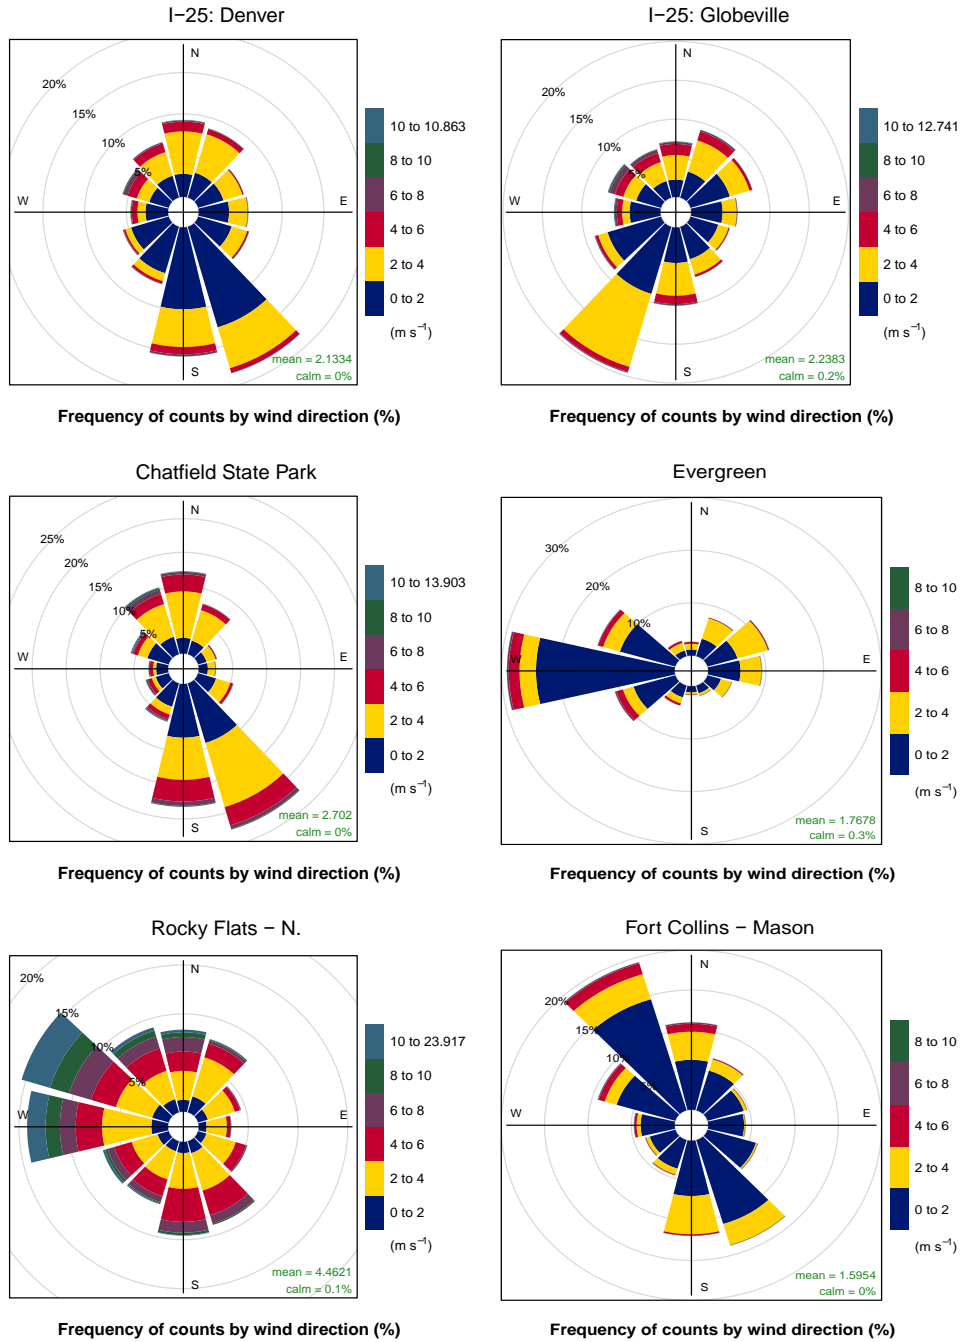 I−25: Denver
N
20%
15%
10%
5%
W
E
S
mean = 2.1334
calm = 0%
10 to 10.863
8 to 10
6 to 8
4 to 6
2 to 4
0 to 2
(m s⁻¹)
Frequency of counts by wind direction (%)
I−25: Globeville
N
20%
15%
10%
5%
W
E
S
mean = 2.2383
calm = 0.2%
10 to 12.741
8 to 10
6 to 8
4 to 6
2 to 4
0 to 2
(m s⁻¹)
Frequency of counts by wind direction (%)
Chatfield State Park
N
25%
20%
15%
10%
5%
W
E
S
mean = 2.702
calm = 0%
10 to 13.903
8 to 10
6 to 8
4 to 6
2 to 4
0 to 2
(m s⁻¹)
Frequency of counts by wind direction (%)
Evergreen
N
30%
20%
10%
W
E
S
mean = 1.7678
calm = 0.3%
8 to 10
6 to 8
4 to 6
2 to 4
0 to 2
(m s⁻¹)
Frequency of counts by wind direction (%)
Rocky Flats − N.
N
20%
15%
10%
5%
W
E
S
mean = 4.4621
calm = 0.1%
10 to 23.917
8 to 10
6 to 8
4 to 6
2 to 4
0 to 2
(m s⁻¹)
Frequency of counts by wind direction (%)
Fort Collins − Mason
N
20%
15%
10%
5%
W
E
S
mean = 1.5954
calm = 0%
8 to 10
6 to 8
4 to 6
2 to 4
0 to 2
(m s⁻¹)
Frequency of counts by wind direction (%)